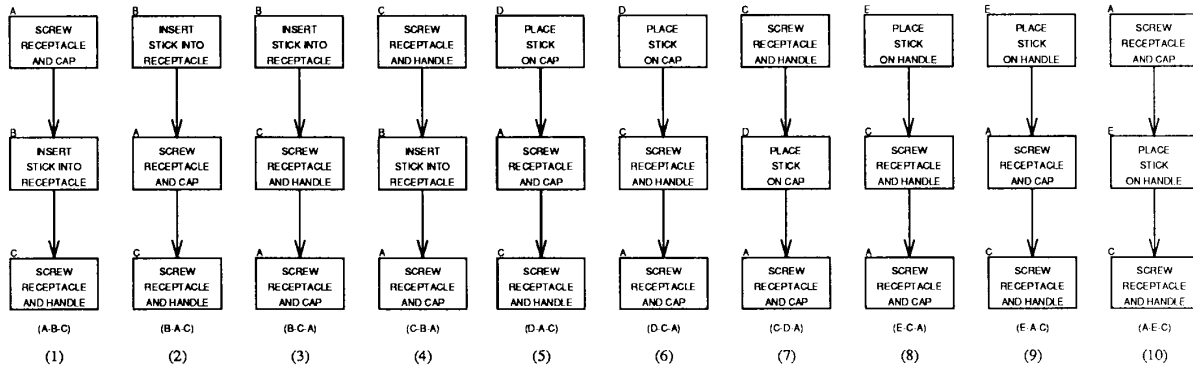 A
SCREW
RECEPTACLE
AND CAP
B
INSERT
STICK INTO
RECEPTACLE
C
SCREW
RECEPTACLE
AND HANDLE
(A-B-C)
(1)
B
INSERT
STICK INTO
RECEPTACLE
A
SCREW
RECEPTACLE
AND CAP
C
SCREW
RECEPTACLE
AND HANDLE
(B-A-C)
(2)
B
INSERT
STICK INTO
RECEPTACLE
C
SCREW
RECEPTACLE
AND HANDLE
A
SCREW
RECEPTACLE
AND CAP
(B-C-A)
(3)
C
SCREW
RECEPTACLE
AND HANDLE
B
INSERT
STICK INTO
RECEPTACLE
A
SCREW
RECEPTACLE
AND CAP
(C-B-A)
(4)
D
PLACE
STICK
ON CAP
A
SCREW
RECEPTACLE
AND CAP
C
SCREW
RECEPTACLE
AND HANDLE
(D-A-C)
(5)
D
PLACE
STICK
ON CAP
C
SCREW
RECEPTACLE
AND HANDLE
A
SCREW
RECEPTACLE
AND CAP
(D-C-A)
(6)
C
SCREW
RECEPTACLE
AND HANDLE
D
PLACE
STICK
ON CAP
A
SCREW
RECEPTACLE
AND CAP
(C-D-A)
(7)
E
PLACE
STICK
ON HANDLE
C
SCREW
RECEPTACLE
AND HANDLE
A
SCREW
RECEPTACLE
AND CAP
(E-C-A)
(8)
E
PLACE
STICK
ON HANDLE
A
SCREW
RECEPTACLE
AND CAP
C
SCREW
RECEPTACLE
AND HANDLE
(E-A-C)
(9)
A
SCREW
RECEPTACLE
AND CAP
E
PLACE
STICK
ON HANDLE
C
SCREW
RECEPTACLE
AND HANDLE
(A-E-C)
(10)